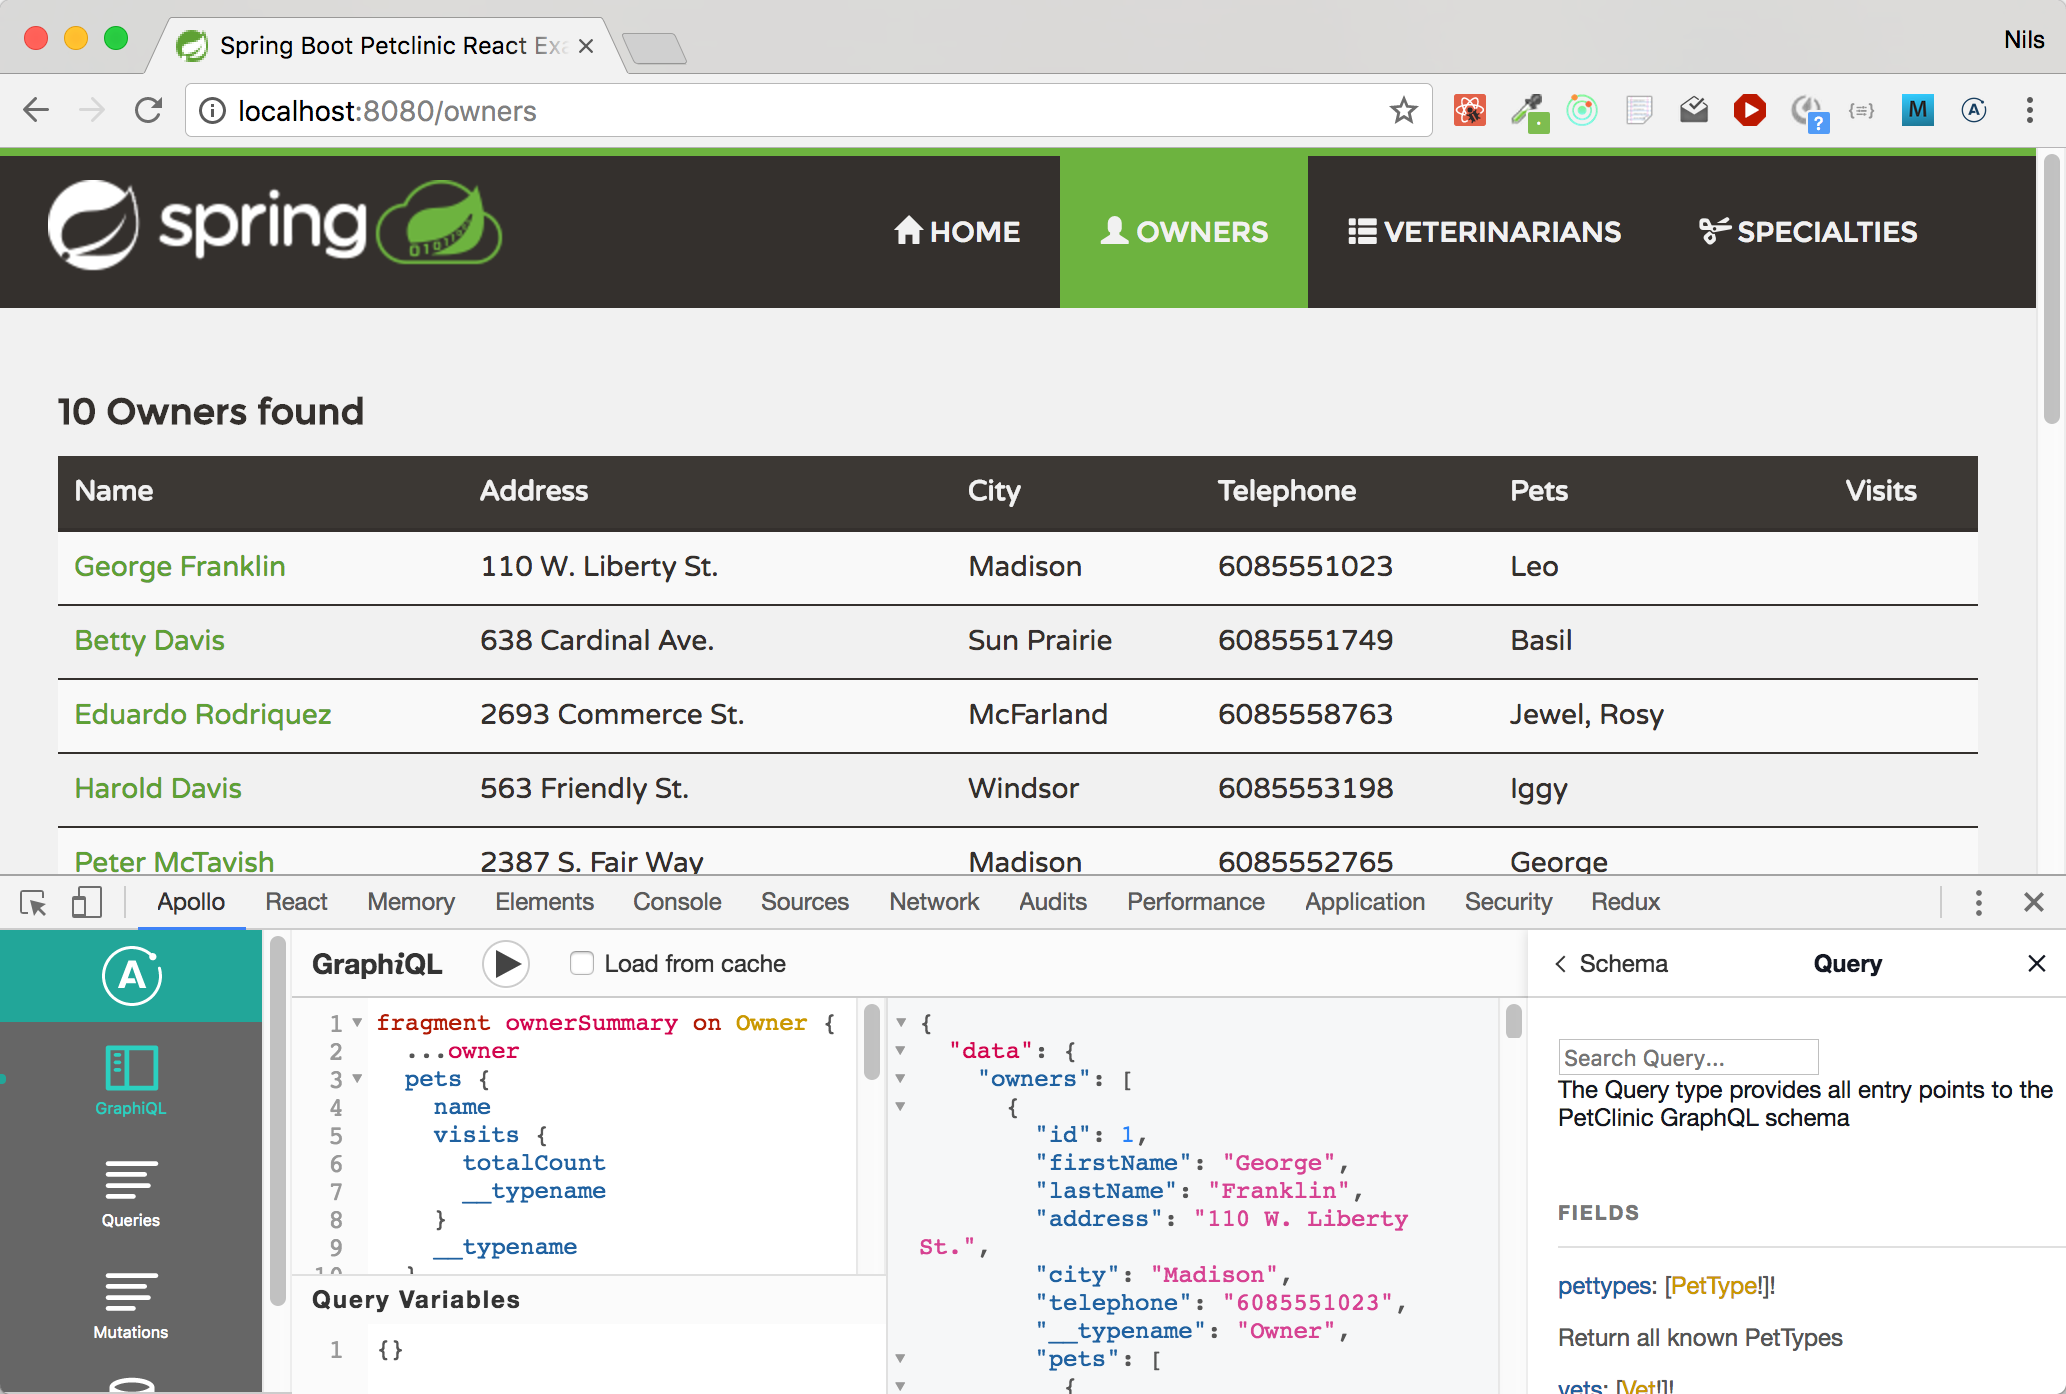 Spring Boot Petclinic React Exa
Nils
localhost:8080/owners
M
A
?
spring
HOME
OWNERS
VETERINARIANS
SPECIALTIES
10 Owners found
Name Address City Telephone Pets Visits
George Franklin 110 W. Liberty St. Madison 6085551023 Leo
Betty Davis 638 Cardinal Ave. Sun Prairie 6085551749 Basil
Eduardo Rodriquez 2693 Commerce St. McFarland 6085558763 Jewel, Rosy
Harold Davis 563 Friendly St. Windsor 6085553198 Iggy
Peter McTavish 2387 S. Fair Way Madison 6085552765 George
Apollo React Memory Elements Console Sources Network Audits Performance Application Security Redux
A
GraphiQL
Queries
Mutations
GraphiQL
Load from cache
1 fragment ownerSummary on Owner {
2 ...owner
3 pets {
4 name
5 visits {
6 totalCount
7 __typename
8 }
9 __typename
10 }
Query Variables
1 {}
{
"data": {
"owners": [
{
"id": 1,
"firstName": "George",
"lastName": "Franklin",
"address": "110 W. Liberty
St.",
"city": "Madison",
"telephone": "6085551023",
"__typename": "Owner",
"pets": [
{
Schema Query
Search Query...
The Query type provides all entry points to the
PetClinic GraphQL schema
FIELDS
pettypes: [PetType!]!
Return all known PetTypes
vets: [Vet!]!